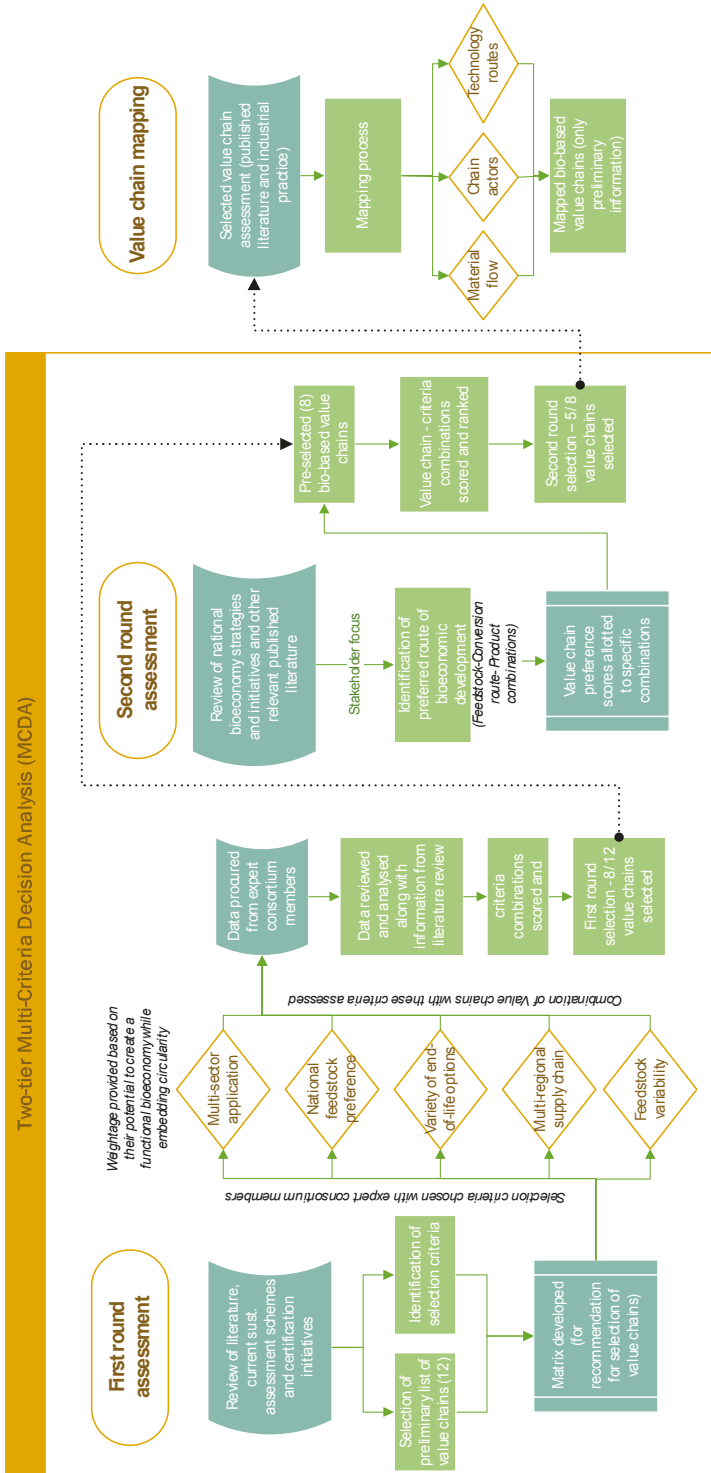 Two-tier Multi-Criteria Decision Analysis (MCDA)
First round
assessment
Review of literature,
current sust.
assessment schemes
and certification
initiatives
Selection of
preliminary list of
value chains (12)
Identification of
selection criteria
Matrix developed
(for
recommendation
for selection of
value chains)
Selection criteria chosen with expert consortium members
Weightage provided based on
their potential to create a
functional bioeconomy while
embedding circularity
Multi-sector
application
National
feedstock
preference
Variety of end-
of-life options
Multi-regional
supply chain
Feedstock
variability
Combination of Value chains with these criteria assessed
Data procured
from expert
consortium
members
Data reviewed
and analysed
along with
information from
literature review
criteria
combinations
scored and
First round
selection - 8/12
value chains
selected
Second round
assessment
Review of national
bioeconomy strategies
and initiatives and other
relevant published
literature
Stakeholder focus
Identification of
preferred route of
bioeconomic
development
(Feedstock-Conversion
route- Product
combinations)
Value chain
preference
scores allotted
to specific
combinations
Pre-selected (8)
bio-based value
chains
Value chain - criteria
combinations
scored and ranked
Second round
selection – 5/8
value chains
selected
Value chain mapping
Selected value chain
assessment (published
literature and industrial
practice)
Mapping process
Material
flow
Chain
actors
Technology
routes
Mapped bio-based
value chains (only
preliminary
information)